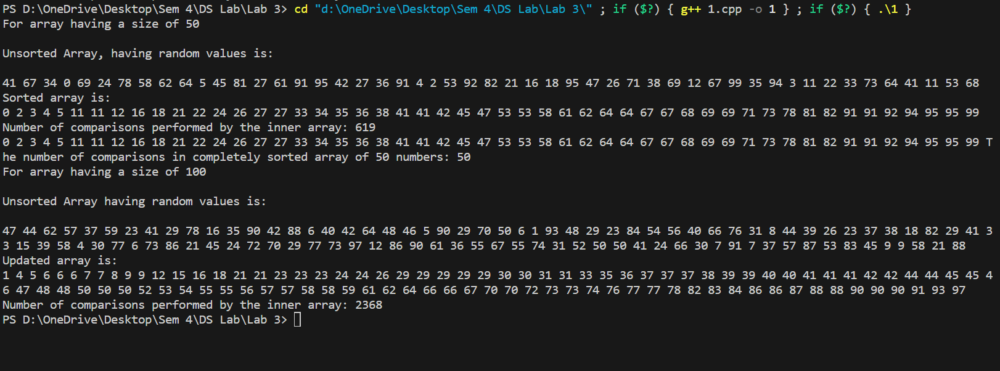 PS D:\OneDrive\Desktop\Sem 4\DS Lab\Lab 3> cd "d:\OneDrive\Desktop\Sem 4\DS Lab\Lab 3\" ; if ($?) { g++ 1.cpp -o 1 } ; if ($?) { .\1 }
For array having a size of 50
Unsorted Array, having random values is:
41 67 34 0 69 24 78 58 62 64 5 45 81 27 61 91 95 42 27 36 91 4 2 53 92 82 21 16 18 95 47 26 71 38 69 12 67 99 35 94 3 11 22 33 73 64 41 11 53 68
Sorted array is:
0 2 3 4 5 11 11 12 16 18 21 22 24 26 27 27 33 34 35 36 38 41 41 42 45 47 53 53 58 61 62 64 64 67 67 68 69 69 71 73 78 81 82 91 91 92 94 95 95 99
Number of comparisons performed by the inner array: 619
0 2 3 4 5 11 11 12 16 18 21 22 24 26 27 27 33 34 35 36 38 41 41 42 45 47 53 53 58 61 62 64 64 67 67 68 69 69 71 73 78 81 82 91 91 92 94 95 95 99 T
he number of comparisons in completely sorted array of 50 numbers: 50
For array having a size of 100
Unsorted Array having random values is:
47 44 62 57 37 59 23 41 29 78 16 35 90 42 88 6 40 42 64 48 46 5 90 29 70 50 6 1 93 48 29 23 84 54 56 40 66 76 31 8 44 39 26 23 37 38 18 82 29 41 3
3 15 39 58 4 30 77 6 73 86 21 45 24 72 70 29 77 73 97 12 86 90 61 36 55 67 55 74 31 52 50 50 41 24 66 30 7 91 7 37 57 87 53 83 45 9 9 58 21 88
Updated array is:
1 4 5 6 6 6 7 7 8 9 9 12 15 16 18 21 21 23 23 23 24 24 26 29 29 29 29 29 30 30 31 31 33 35 36 37 37 37 38 39 39 40 40 41 41 41 42 42 44 44 45 45 4
6 47 48 48 50 50 50 52 53 54 55 55 56 57 57 58 58 59 61 62 64 66 66 67 70 70 72 73 73 74 76 77 77 78 82 83 84 86 86 87 88 88 90 90 90 91 93 97
Number of comparisons performed by the inner array: 2368
PS D:\OneDrive\Desktop\Sem 4\DS Lab\Lab 3>